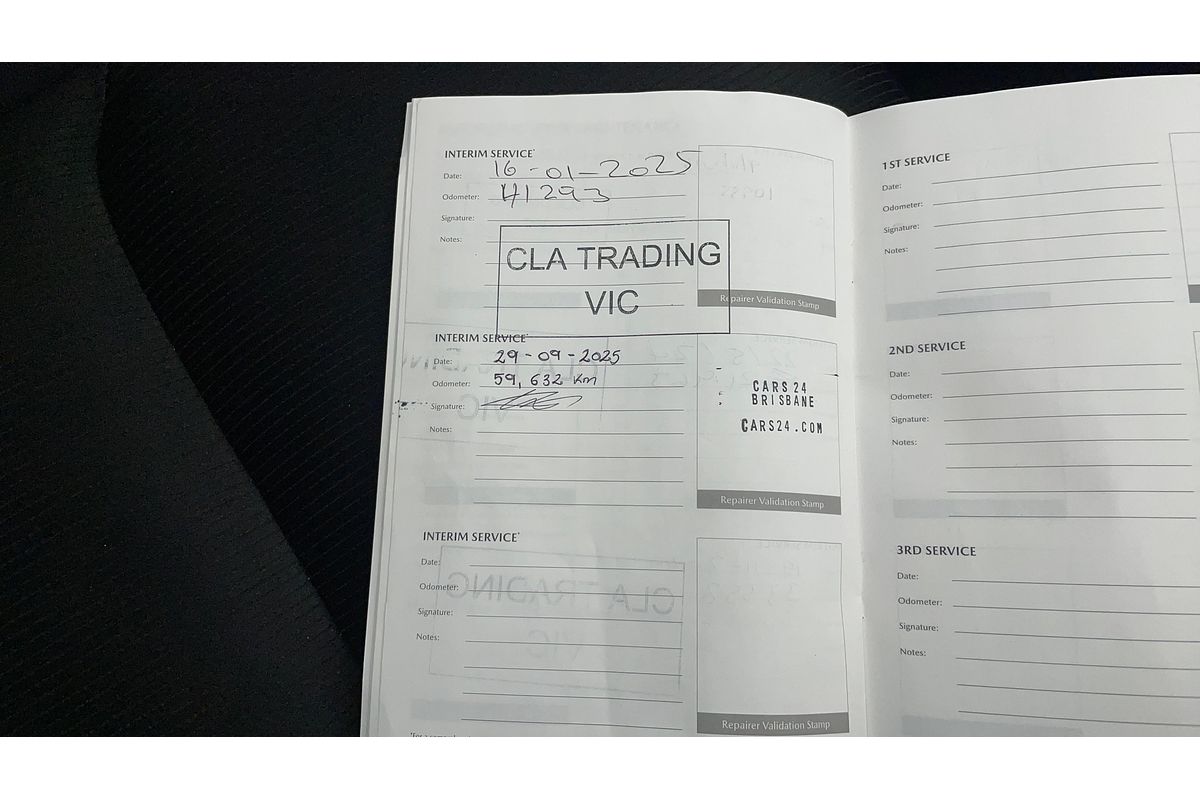 INTERIM SERVICE*
Date: 16-01-2025
Odometer: 41293
Signature:
Notes:
CLA TRADING
VIC
Repairer Validation Stamp
INTERIM SERVICE*
Date: 29-09-2025
Odometer: 59,632 km
Signature:
Notes:
CARS24
BRISBANE
CARS24.COM
Repairer Validation Stamp
INTERIM SERVICE*
Date:
Odometer:
Signature:
Notes:
Repairer Validation Stamp
1ST SERVICE
Date:
Odometer:
Signature:
Notes:
2ND SERVICE
Date:
Odometer:
Signature:
Notes:
3RD SERVICE
Date:
Odometer:
Signature:
Notes: